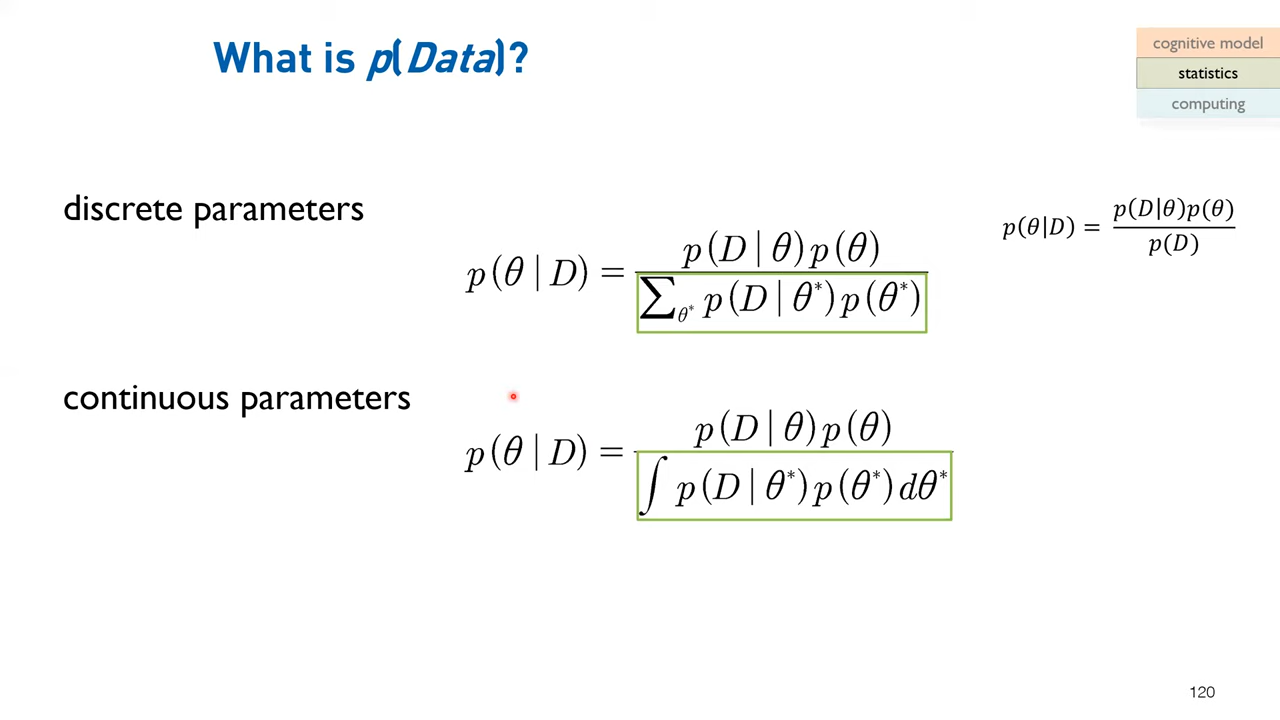 What is p(Data)?
cognitive model
statistics
computing
discrete parameters
p(θ | D) = p(D | θ)p(θ) / ∑θ* p(D | θ*)p(θ*)
p(θ|D) = p(D|θ)p(θ) / p(D)
continuous parameters
p(θ | D) = p(D | θ)p(θ) / ∫ p(D | θ*)p(θ*)dθ*
120